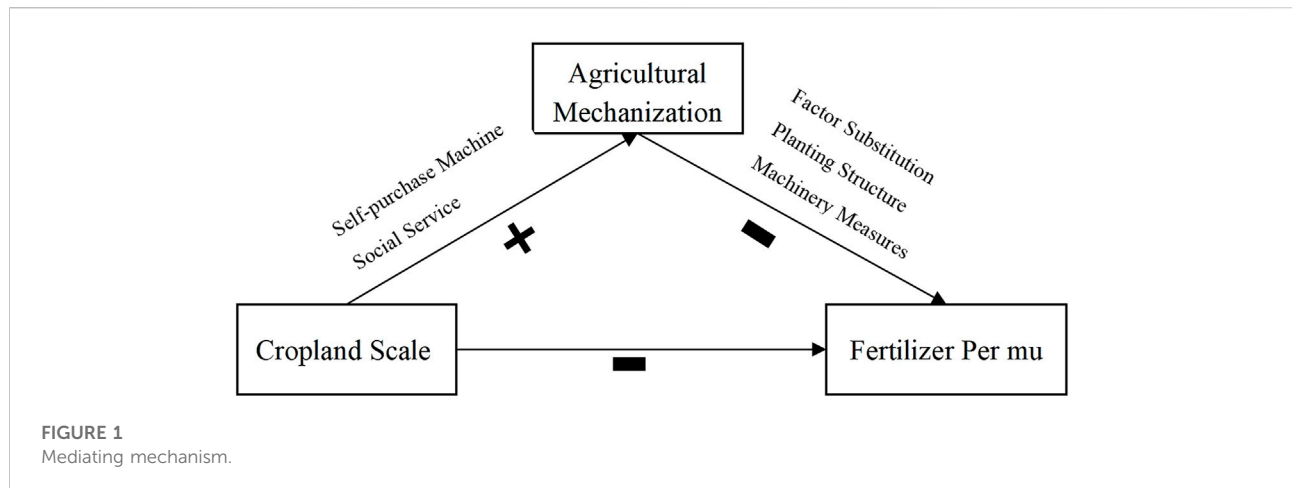 Agricultural
Mechanization
Self-purchase Machine
Social Service
+
Factor Substitution
Planting Structure
Machinery Measures
-
Cropland Scale
-
Fertilizer Per mu
FIGURE 1
Mediating mechanism.